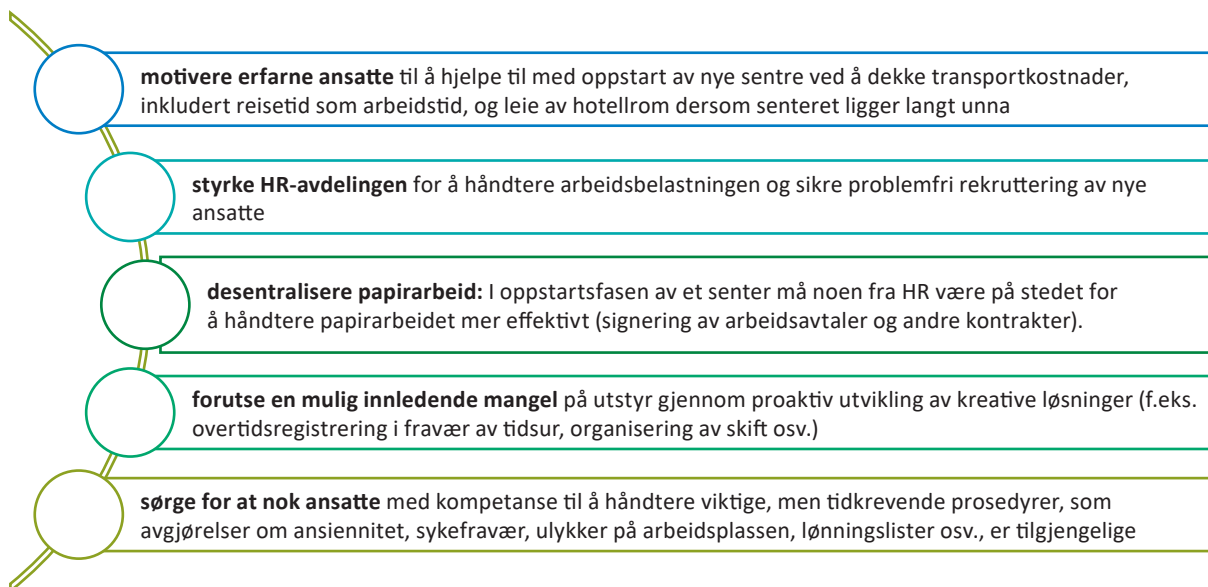 motivere erfarne ansatte til å hjelpe til med oppstart av nye sentre ved å dekke transportkostnader,
inkludert reisetid som arbeidstid, og leie av hotellrom dersom senteret ligger langt unna
styrke HR-avdelingen for å håndtere arbeidsbelastningen og sikre problemfri rekruttering av nye
ansatte
desentralisere papirarbeid: I oppstartsfasen av et senter må noen fra HR være på stedet for
å håndtere papirarbeidet mer effektivt (signering av arbeidsavtaler og andre kontrakter).
forutse en mulig innledende mangel på utstyr gjennom proaktiv utvikling av kreative løsninger (f.eks.
overtidsregistrering i fravær av tidsur, organisering av skift osv.)
sørge for at nok ansatte med kompetanse til å håndtere viktige, men tidkrevende prosedyrer, som
avgjørelser om ansiennitet, sykefravær, ulykker på arbeidsplassen, lønningslister osv., er tilgjengelige